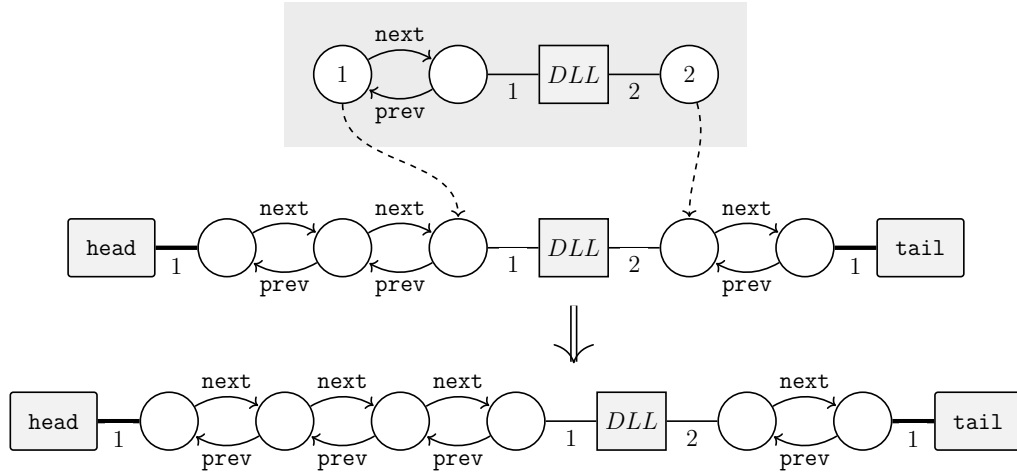 next
1 DLL 2
1 2
prev
next next next
head DLL tail
1 1 2 1
prev prev prev
next next next next
head DLL tail
1 1 2 1
prev prev prev prev